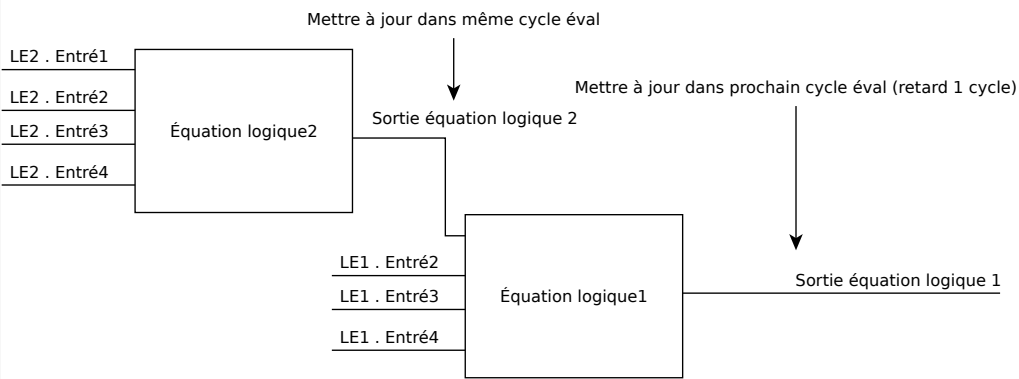 Mettre à jour dans même cycle éval
LE2 . Entré1
LE2 . Entré2
LE2 . Entré3
LE2 . Entré4
Équation logique2
Sortie équation logique 2
Mettre à jour dans prochain cycle éval (retard 1 cycle)
LE1 . Entré2
LE1 . Entré3
LE1 . Entré4
Équation logique1
Sortie équation logique 1